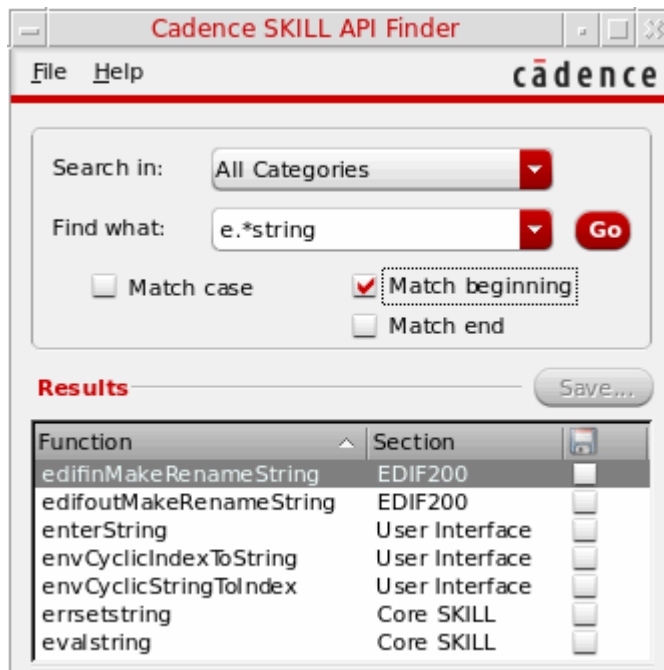 Cadence SKILL API Finder
File Help cādence
Search in: All Categories
Find what: e.*string Go
Match case Match beginning
Match end
Results Save...
Function Section
edifinMakeRenameString EDIF200
edifoutMakeRenameString EDIF200
enterString User Interface
envCyclicIndexToString User Interface
envCyclicStringToIndex User Interface
errsetstring Core SKILL
evalstring Core SKILL